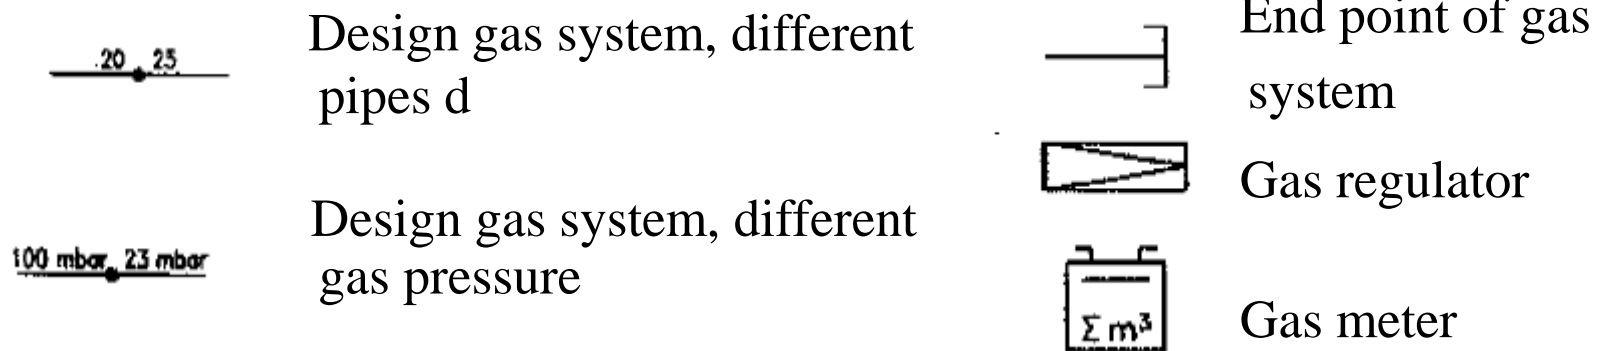 .20 25
Design gas system, different
pipes d
100 mbar 23 mbar
Design gas system, different
gas pressure
End point of gas
system
Gas regulator
Σ m³
Gas meter